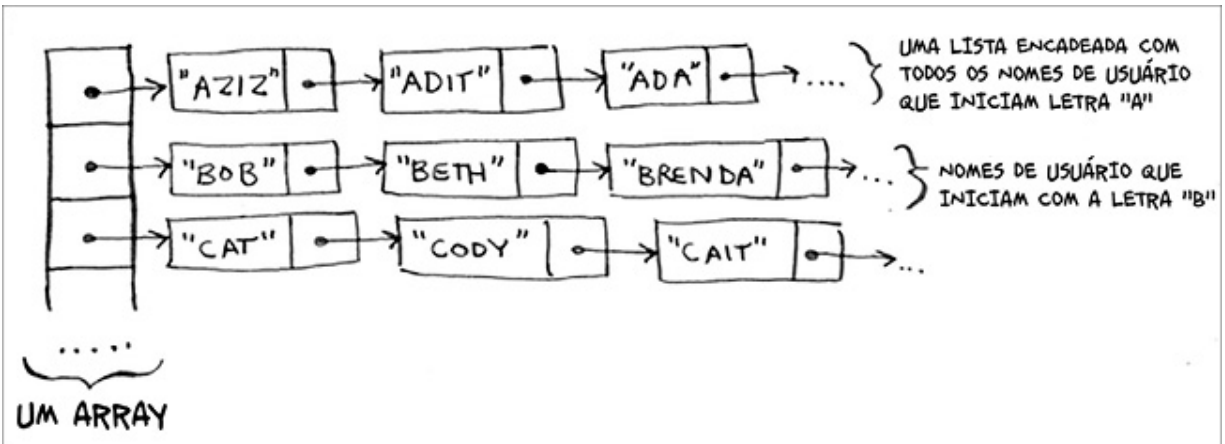 "AZIZ" "ADIT" "ADA" ....
UMA LISTA ENCADEADA COM
TODOS OS NOMES DE USUÁRIO
QUE INICIAM LETRA "A"
"BOB" "BETH" "BRENDA" ...
NOMES DE USUÁRIO QUE
INICIAM COM A LETRA "B"
"CAT" "CODY" "CAIT" ...
.....
UM ARRAY